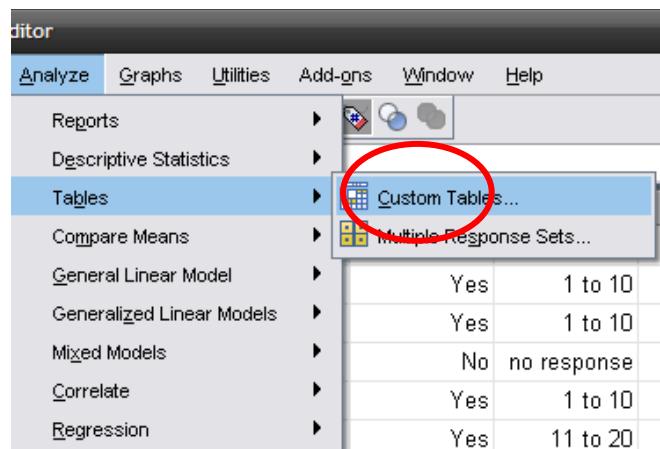 ditor
Analyze Graphs Utilities Add-ons Window Help
Reports
Descriptive Statistics
Tables Custom Tables...
Compare Means Multiple Response Sets...
General Linear Model Yes 1 to 10
Generalized Linear Models Yes 1 to 10
Mixed Models No no response
Correlate Yes 1 to 10
Regression Yes 11 to 20